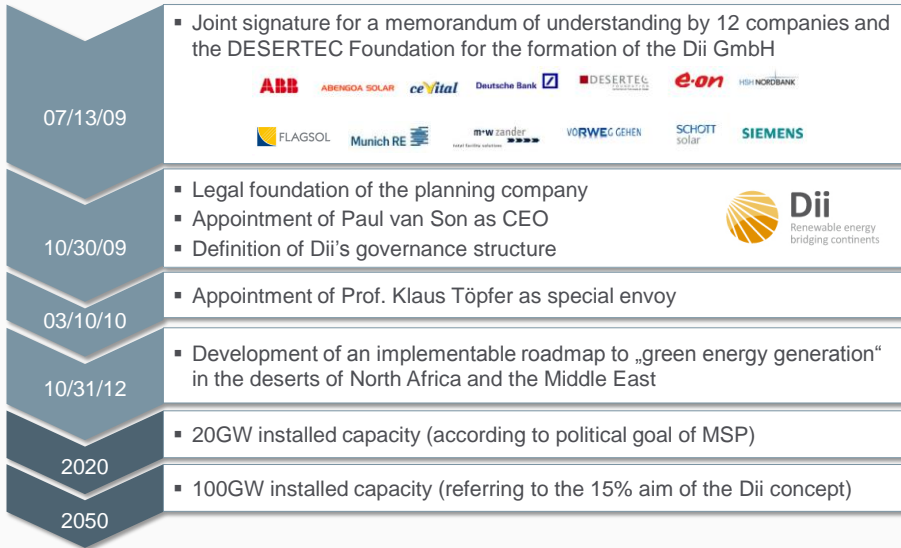 07/13/09
▪ Joint signature for a memorandum of understanding by 12 companies and
the DESERTEC Foundation for the formation of the Dii GmbH
ABB ABENGOA SOLAR cevital Deutsche Bank DESERTEC FOUNDATION e·on HSH NORDBANK
FLAGSOL Munich RE m+w zander total facility solutions VORWEG GEHEN SCHOTT solar SIEMENS
10/30/09
▪ Legal foundation of the planning company
▪ Appointment of Paul van Son as CEO
▪ Definition of Dii's governance structure
Dii
Renewable energy
bridging continents
03/10/10
▪ Appointment of Prof. Klaus Töpfer as special envoy
10/31/12
▪ Development of an implementable roadmap to „green energy generation“
in the deserts of North Africa and the Middle East
2020
▪ 20GW installed capacity (according to political goal of MSP)
2050
▪ 100GW installed capacity (referring to the 15% aim of the Dii concept)